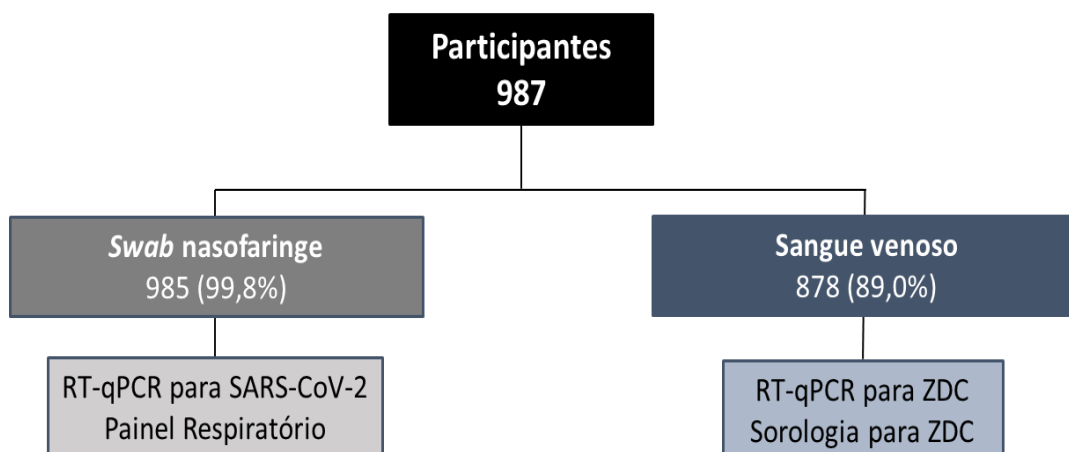 Participantes
987
Swab nasofaringe
985 (99,8%)
Sangue venoso
878 (89,0%)
RT-qPCR para SARS-CoV-2
Painel Respiratório
RT-qPCR para ZDC
Sorologia para ZDC